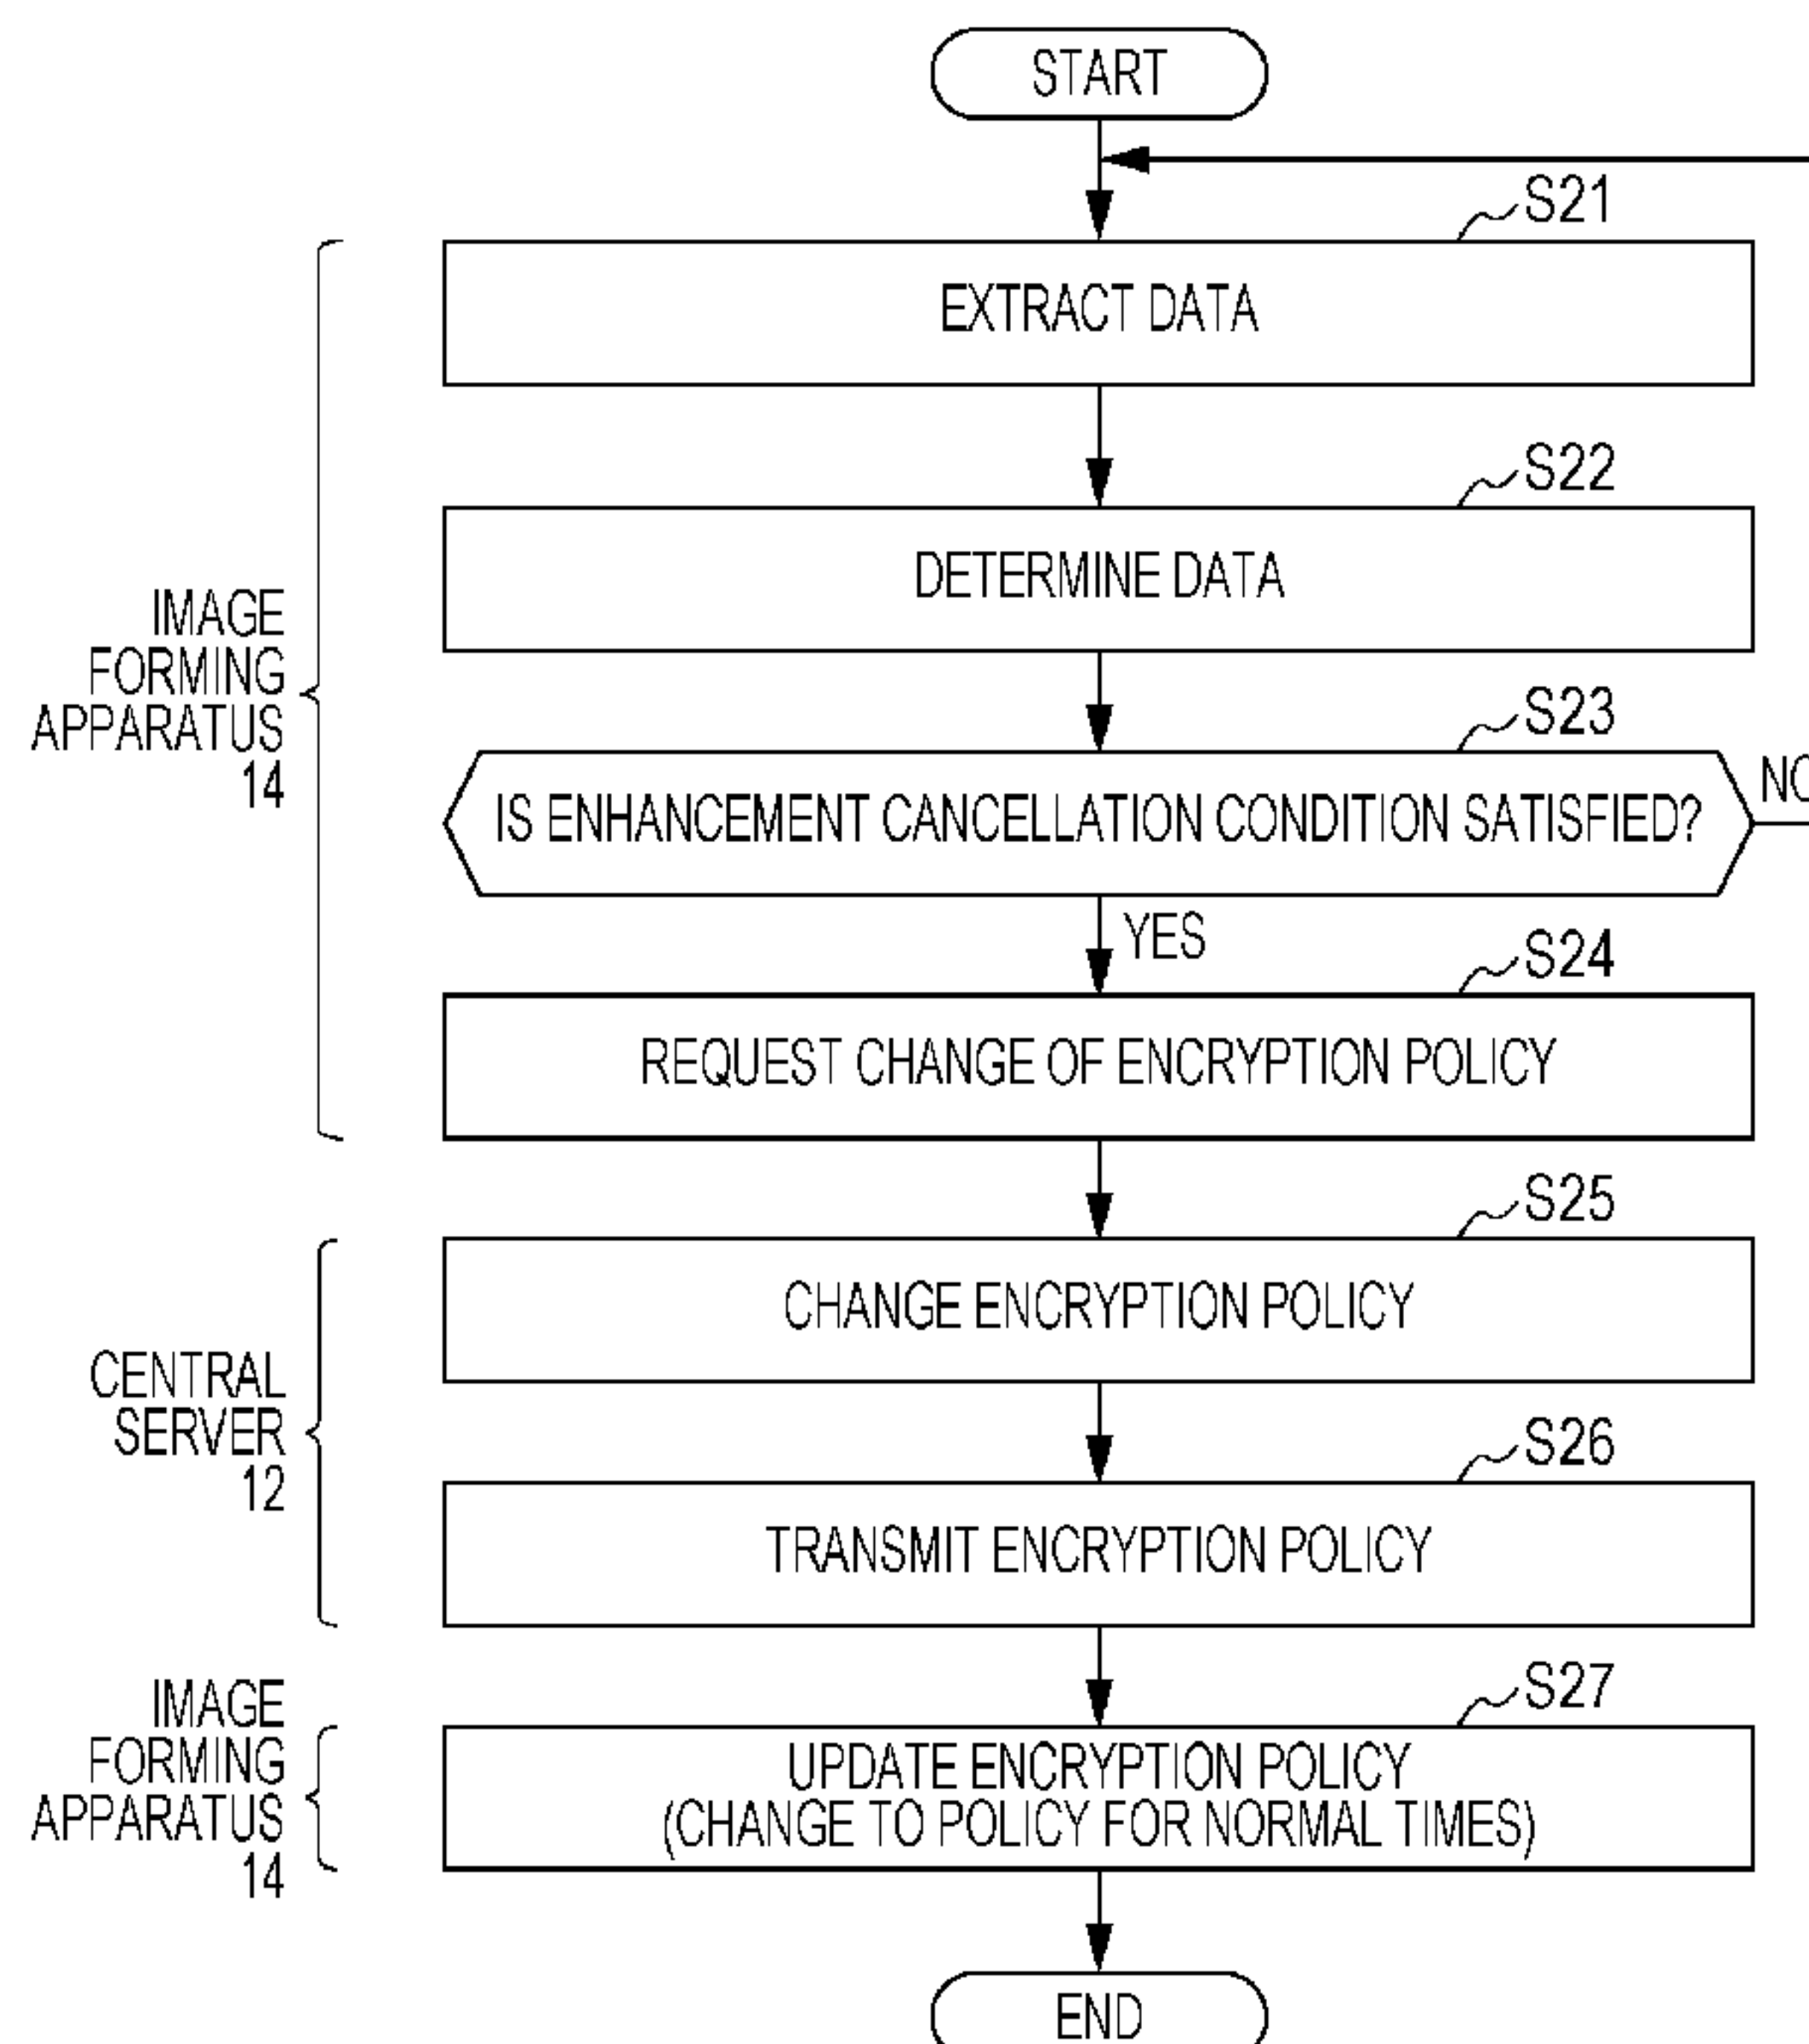 START
S21
EXTRACT DATA
S22
DETERMINE DATA
IMAGE
FORMING
APPARATUS
14
S23
IS ENHANCEMENT CANCELLATION CONDITION SATISFIED?
NO
YES
S24
REQUEST CHANGE OF ENCRYPTION POLICY
S25
CHANGE ENCRYPTION POLICY
CENTRAL
SERVER
12
S26
TRANSMIT ENCRYPTION POLICY
IMAGE
FORMING
APPARATUS
14
S27
UPDATE ENCRYPTION POLICY
(CHANGE TO POLICY FOR NORMAL TIMES)
END